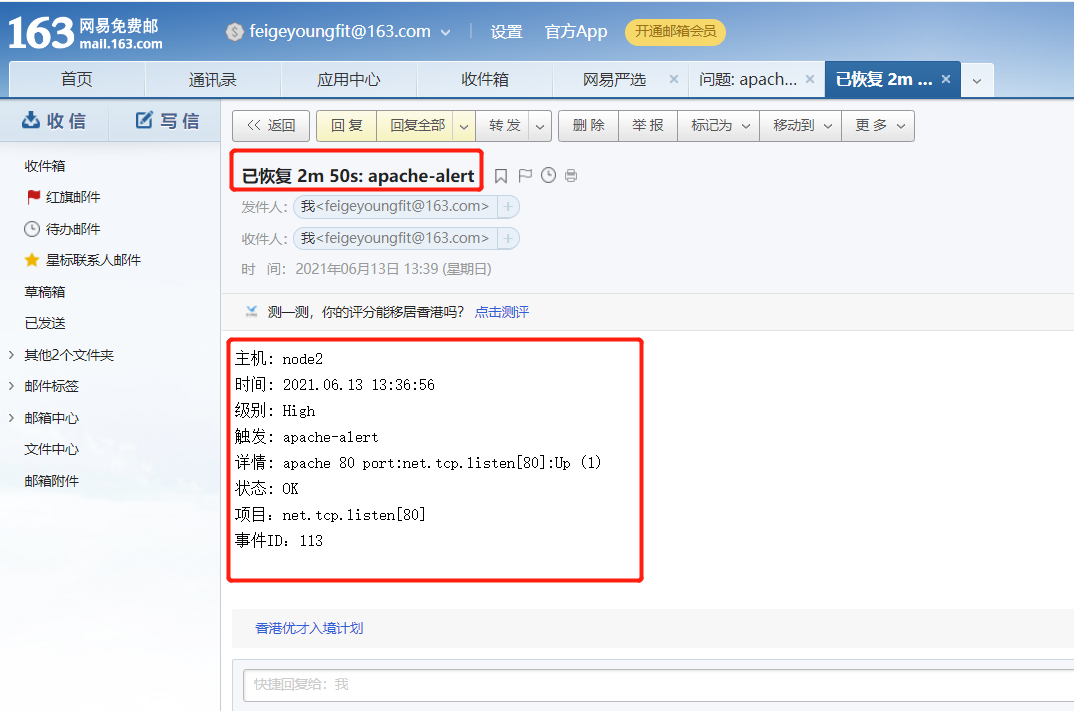 163 网易免费邮
mail.163.com
feigeyoungfit@163.com
设置
官方App
开通邮箱会员
首页
通讯录
应用中心
收件箱
网易严选 ×
问题: apach... ×
已恢复 2m ... ×
收 信
写 信
<< 返回
回 复
回复全部
转 发
删 除
举 报
标记为
移动到
更 多
收件箱
红旗邮件
待办邮件
星标联系人邮件
草稿箱
已发送
其他2个文件夹
邮件标签
邮箱中心
文件中心
邮箱附件
已恢复 2m 50s: apache-alert
发件人: 我<feigeyoungfit@163.com> +
收件人: 我<feigeyoungfit@163.com> +
时 间: 2021年06月13日 13:39 (星期日)
测一测，你的评分能移居香港吗? 点击测评
主机: node2
时间: 2021.06.13 13:36:56
级别: High
触发: apache-alert
详情: apache 80 port:net.tcp.listen[80]:Up (1)
状态: OK
项目: net.tcp.listen[80]
事件ID: 113
香港优才入境计划
快捷回复给: 我